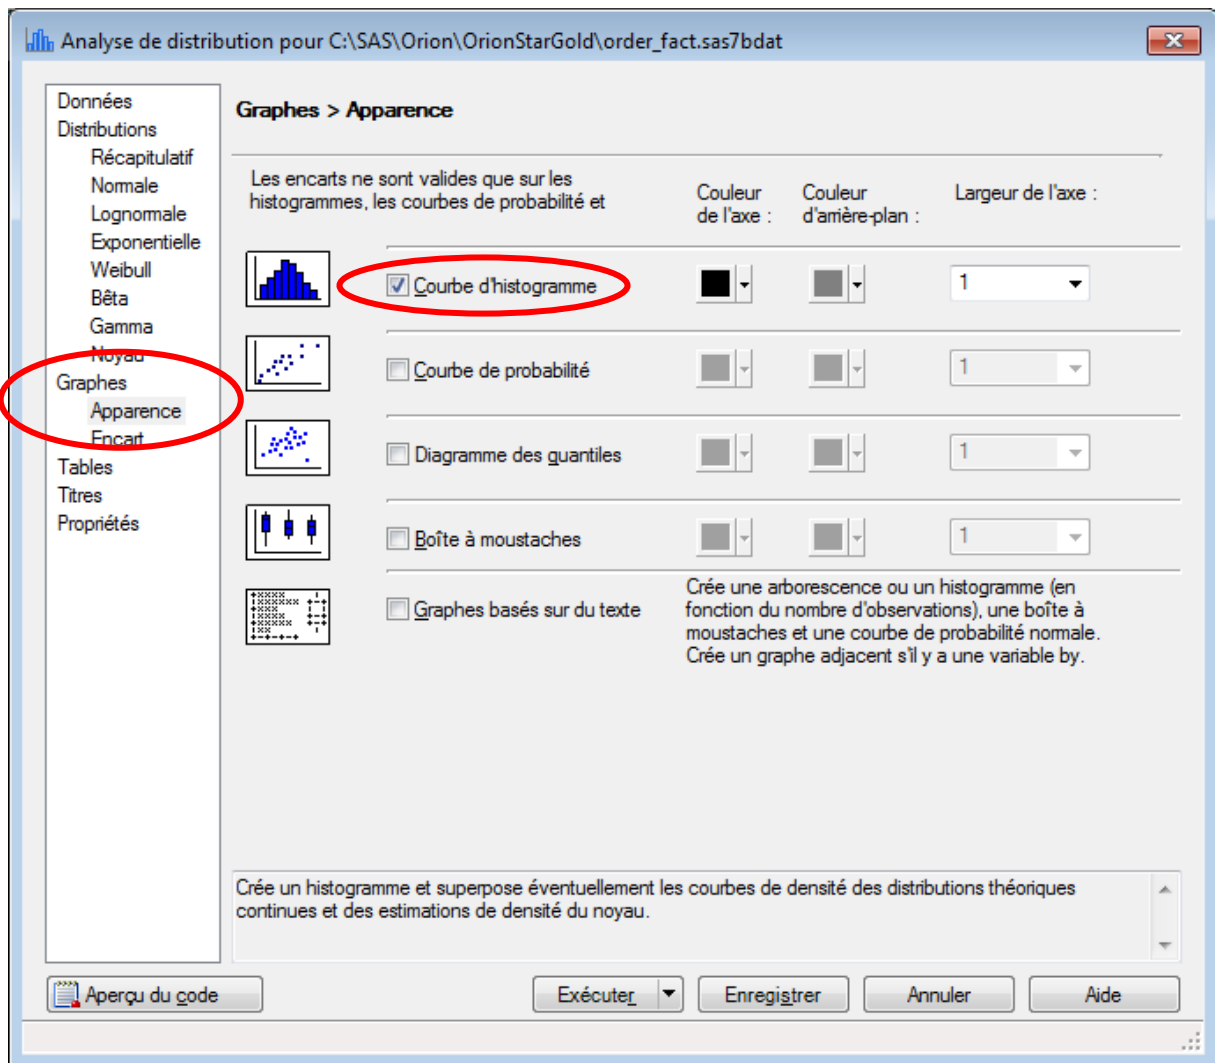 Analyse de distribution pour C:\SAS\Orion\OrionStarGold\order_fact.sas7bdat
Données
Distributions
Récapitulatif
Normale
Lognormale
Exponentielle
Weibull
Bêta
Gamma
Noyau
Graphes
Apparence
Encart
Tables
Titres
Propriétés
Graphes > Apparence
Les encarts ne sont valides que sur les
histogrammes, les courbes de probabilité et
Couleur
de l'axe :
Couleur
d'arrière-plan :
Largeur de l'axe :
Courbe d'histogramme
1
Courbe de probabilité
1
Diagramme des quantiles
1
Boîte à moustaches
1
Graphes basés sur du texte
Crée une arborescence ou un histogramme (en
fonction du nombre d'observations), une boîte à
moustaches et une courbe de probabilité normale.
Crée un graphe adjacent s'il y a une variable by.
Crée un histogramme et superpose éventuellement les courbes de densité des distributions théoriques
continues et des estimations de densité du noyau.
Aperçu du code
Exécuter
Enregistrer
Annuler
Aide